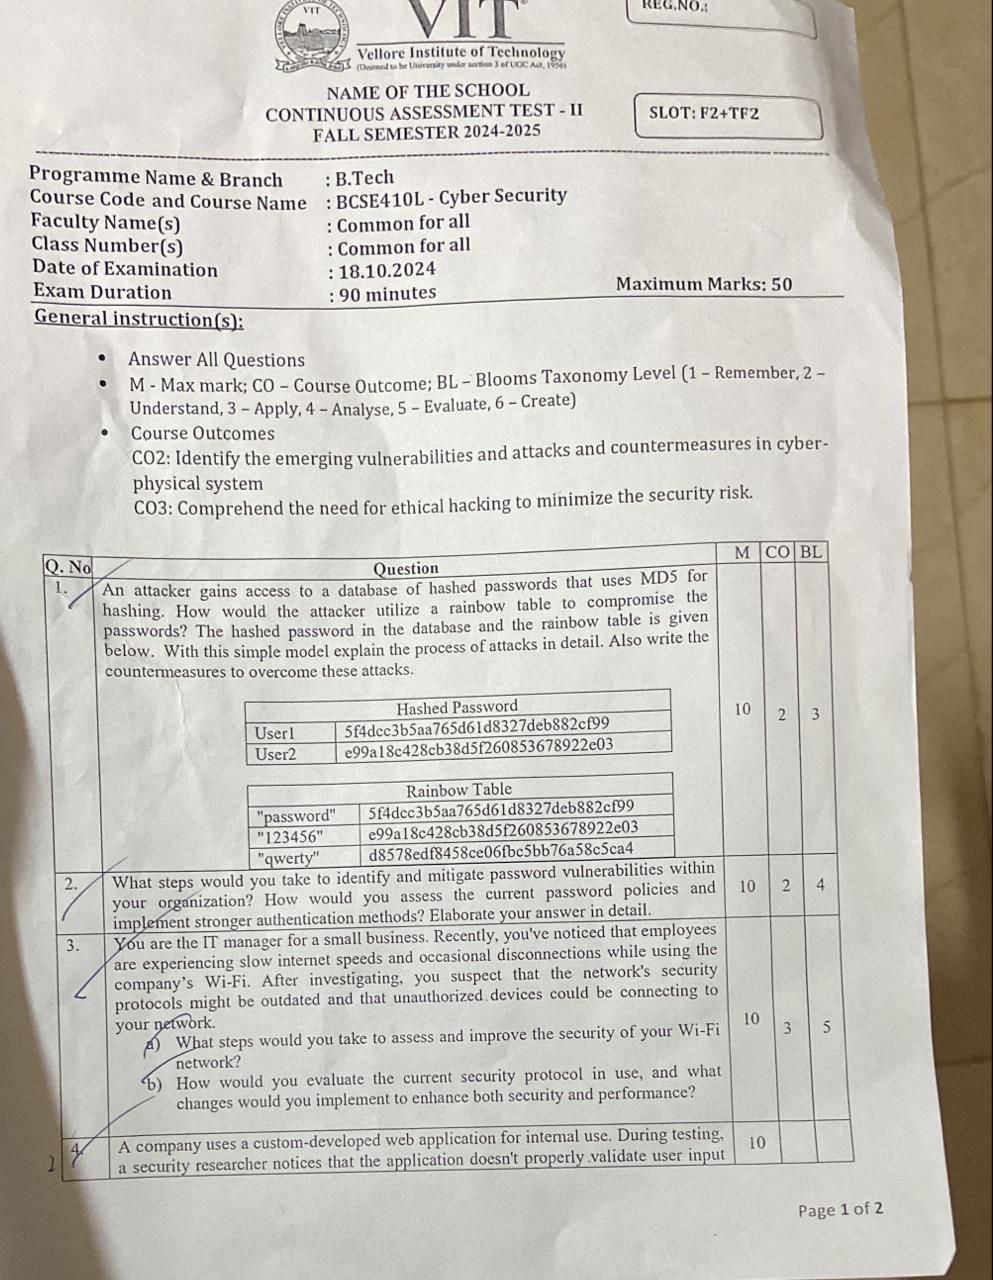 VIT
REG.NO.:
VIT
Vellore Institute of Technology
(Deemed to be University under section 3 of UGC Act, 1956)
NAME OF THE SCHOOL
CONTINUOUS ASSESSMENT TEST - II
FALL SEMESTER 2024-2025
SLOT: F2+TF2
Programme Name & Branch : B.Tech
Course Code and Course Name : BCSE410L - Cyber Security
Faculty Name(s) : Common for all
Class Number(s) : Common for all
Date of Examination : 18.10.2024
Exam Duration : 90 minutes Maximum Marks: 50
General instruction(s):
• Answer All Questions
• M - Max mark; CO – Course Outcome; BL – Blooms Taxonomy Level (1 – Remember, 2 –
Understand, 3 – Apply, 4 – Analyse, 5 – Evaluate, 6 – Create)
• Course Outcomes
CO2: Identify the emerging vulnerabilities and attacks and countermeasures in cyber-
physical system
CO3: Comprehend the need for ethical hacking to minimize the security risk.
Q. No Question M CO BL
1. An attacker gains access to a database of hashed passwords that uses MD5 for
hashing. How would the attacker utilize a rainbow table to compromise the
passwords? The hashed password in the database and the rainbow table is given
below. With this simple model explain the process of attacks in detail. Also write the
countermeasures to overcome these attacks.
Hashed Password
User1 5f4dcc3b5aa765d61d8327deb882cf99
User2 e99a18c428cb38d5f260853678922e03
10 2 3
Rainbow Table
"password" 5f4dcc3b5aa765d61d8327deb882cf99
"123456" e99a18c428cb38d5f260853678922e03
"qwerty" d8578edf8458ce06fbc5bb76a58c5ca4
2. What steps would you take to identify and mitigate password vulnerabilities within
your organization? How would you assess the current password policies and 10 2 4
implement stronger authentication methods? Elaborate your answer in detail.
3. You are the IT manager for a small business. Recently, you've noticed that employees
are experiencing slow internet speeds and occasional disconnections while using the
company's Wi-Fi. After investigating, you suspect that the network's security
protocols might be outdated and that unauthorized devices could be connecting to
your network. 10 3 5
a) What steps would you take to assess and improve the security of your Wi-Fi
network?
b) How would you evaluate the current security protocol in use, and what
changes would you implement to enhance both security and performance?
4. A company uses a custom-developed web application for internal use. During testing, 10
a security researcher notices that the application doesn't properly validate user input
Page 1 of 2